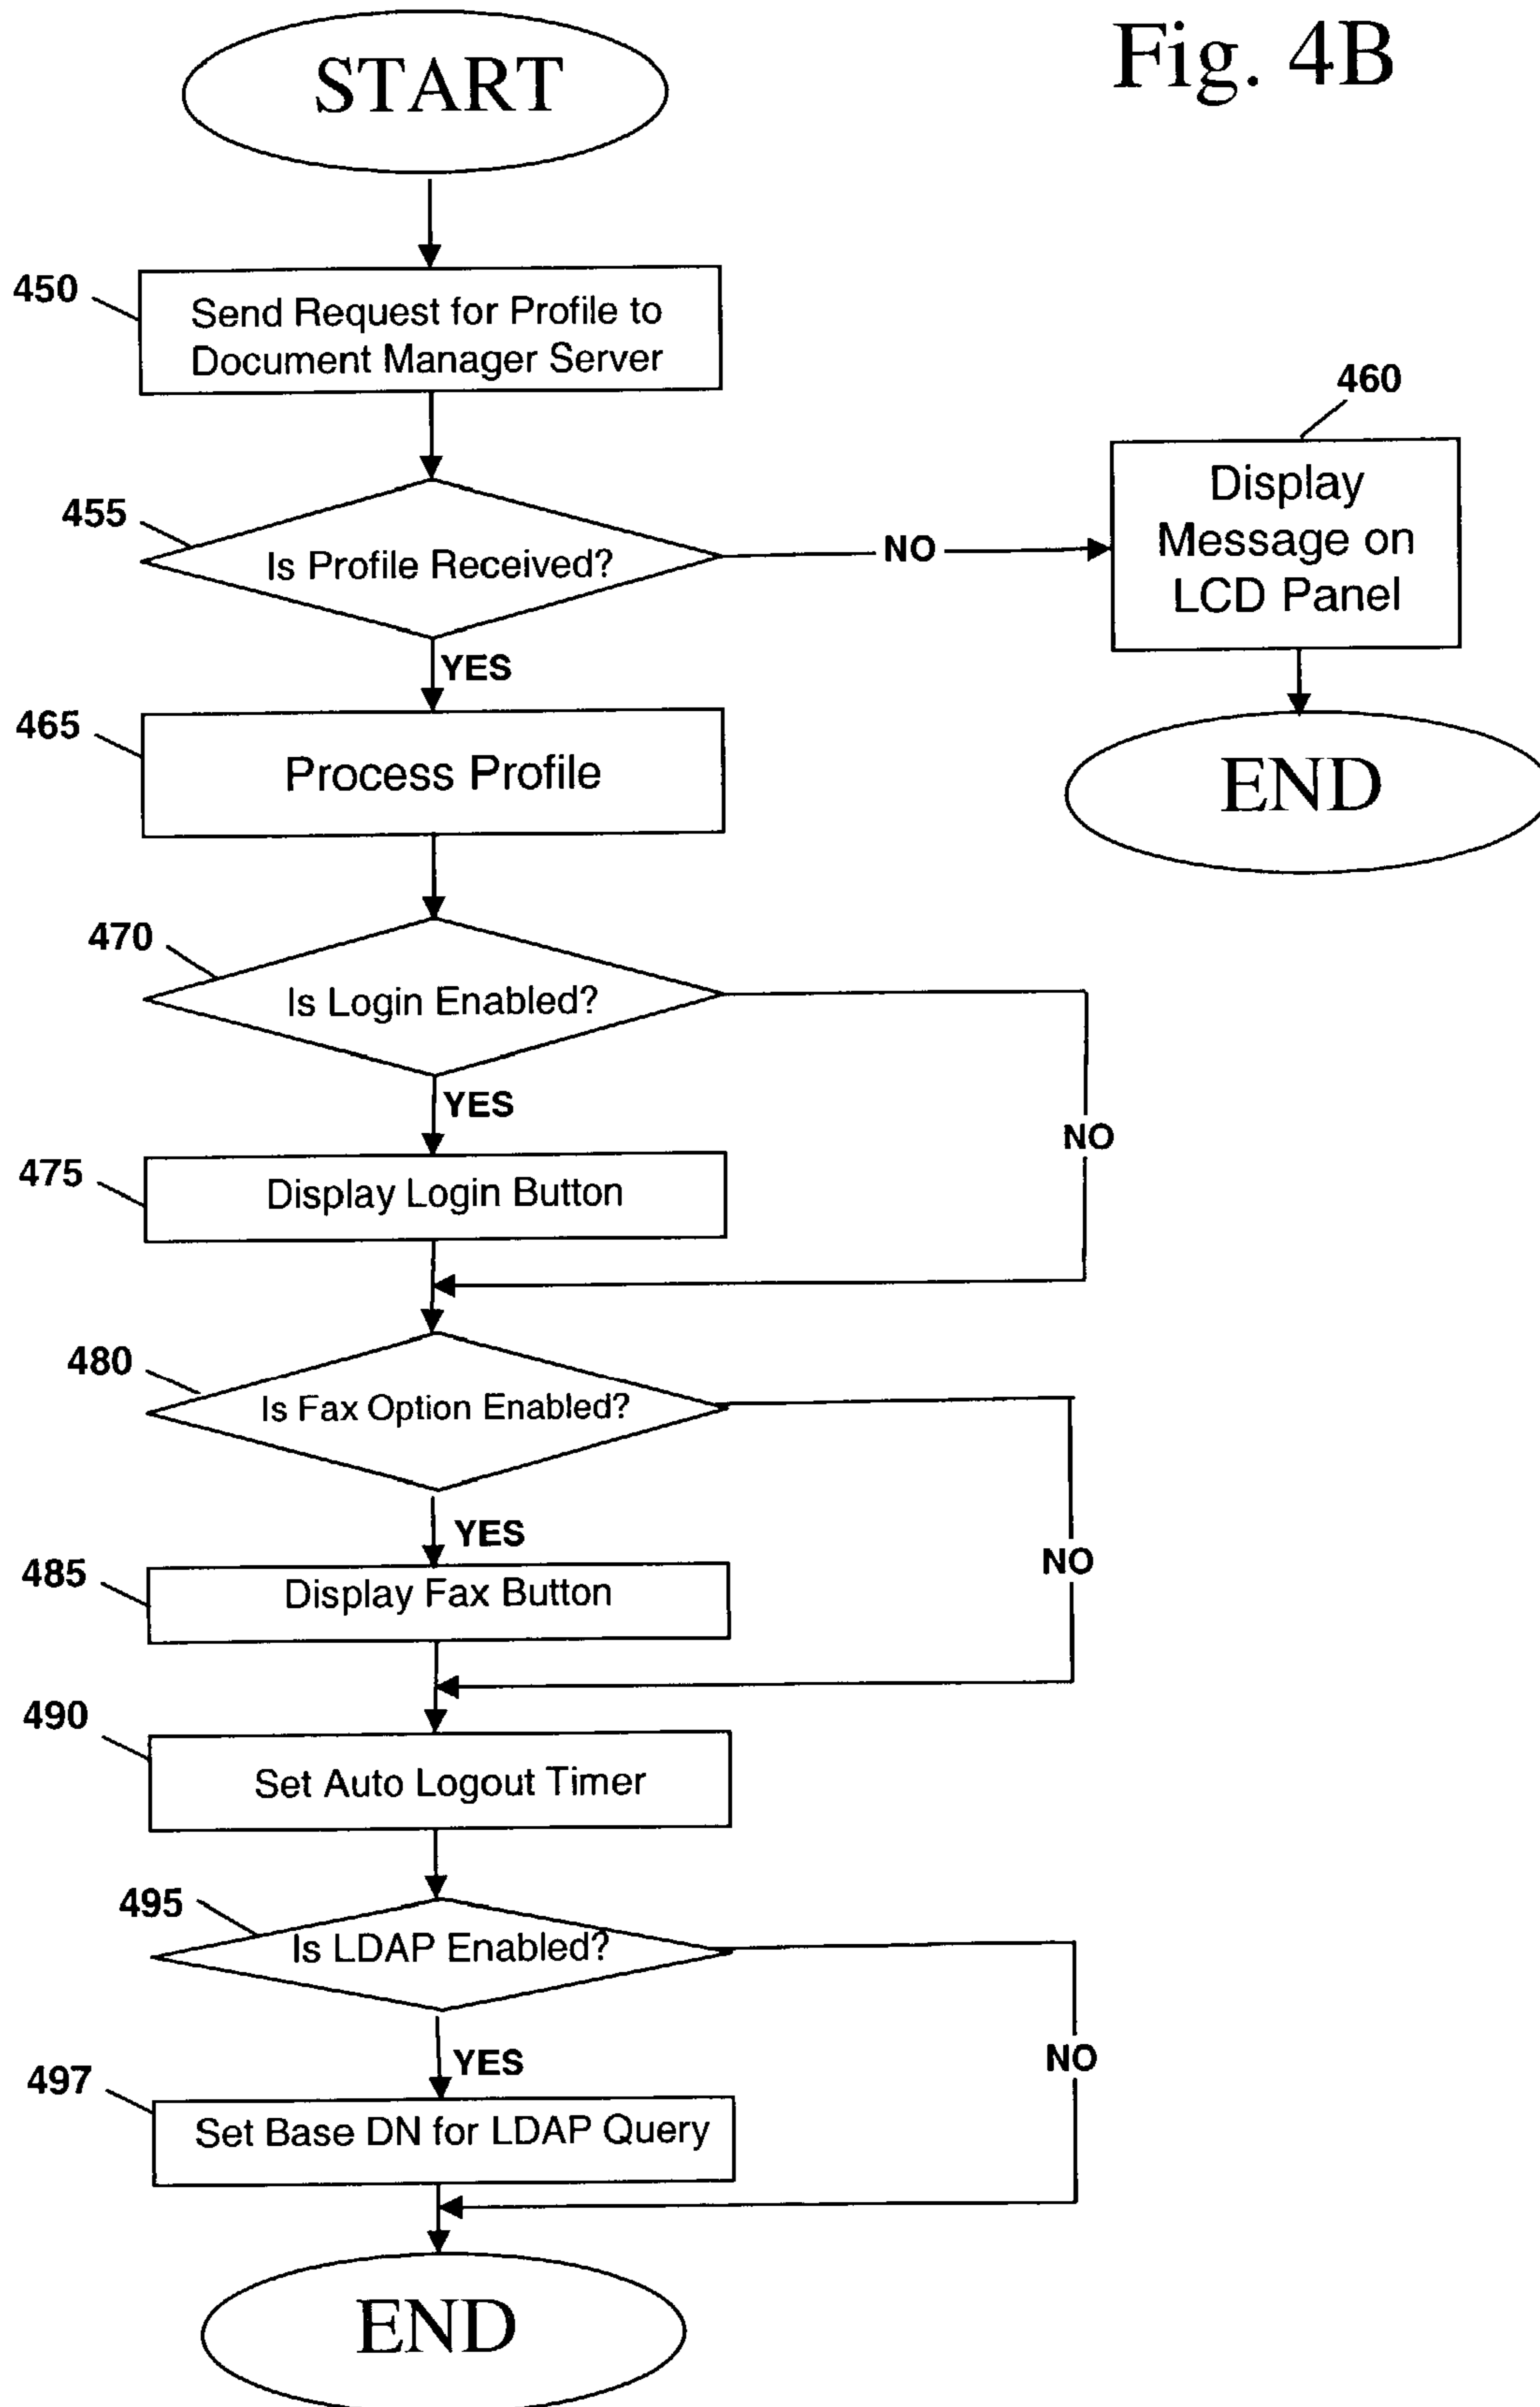 Fig. 4B
START
450
Send Request for Profile to
Document Manager Server
460
Display
Message on
LCD Panel
455
Is Profile Received?
NO
YES
465
Process Profile
END
470
Is Login Enabled?
YES
NO
475
Display Login Button
480
Is Fax Option Enabled?
YES
NO
485
Display Fax Button
490
Set Auto Logout Timer
495
Is LDAP Enabled?
YES
NO
497
Set Base DN for LDAP Query
END